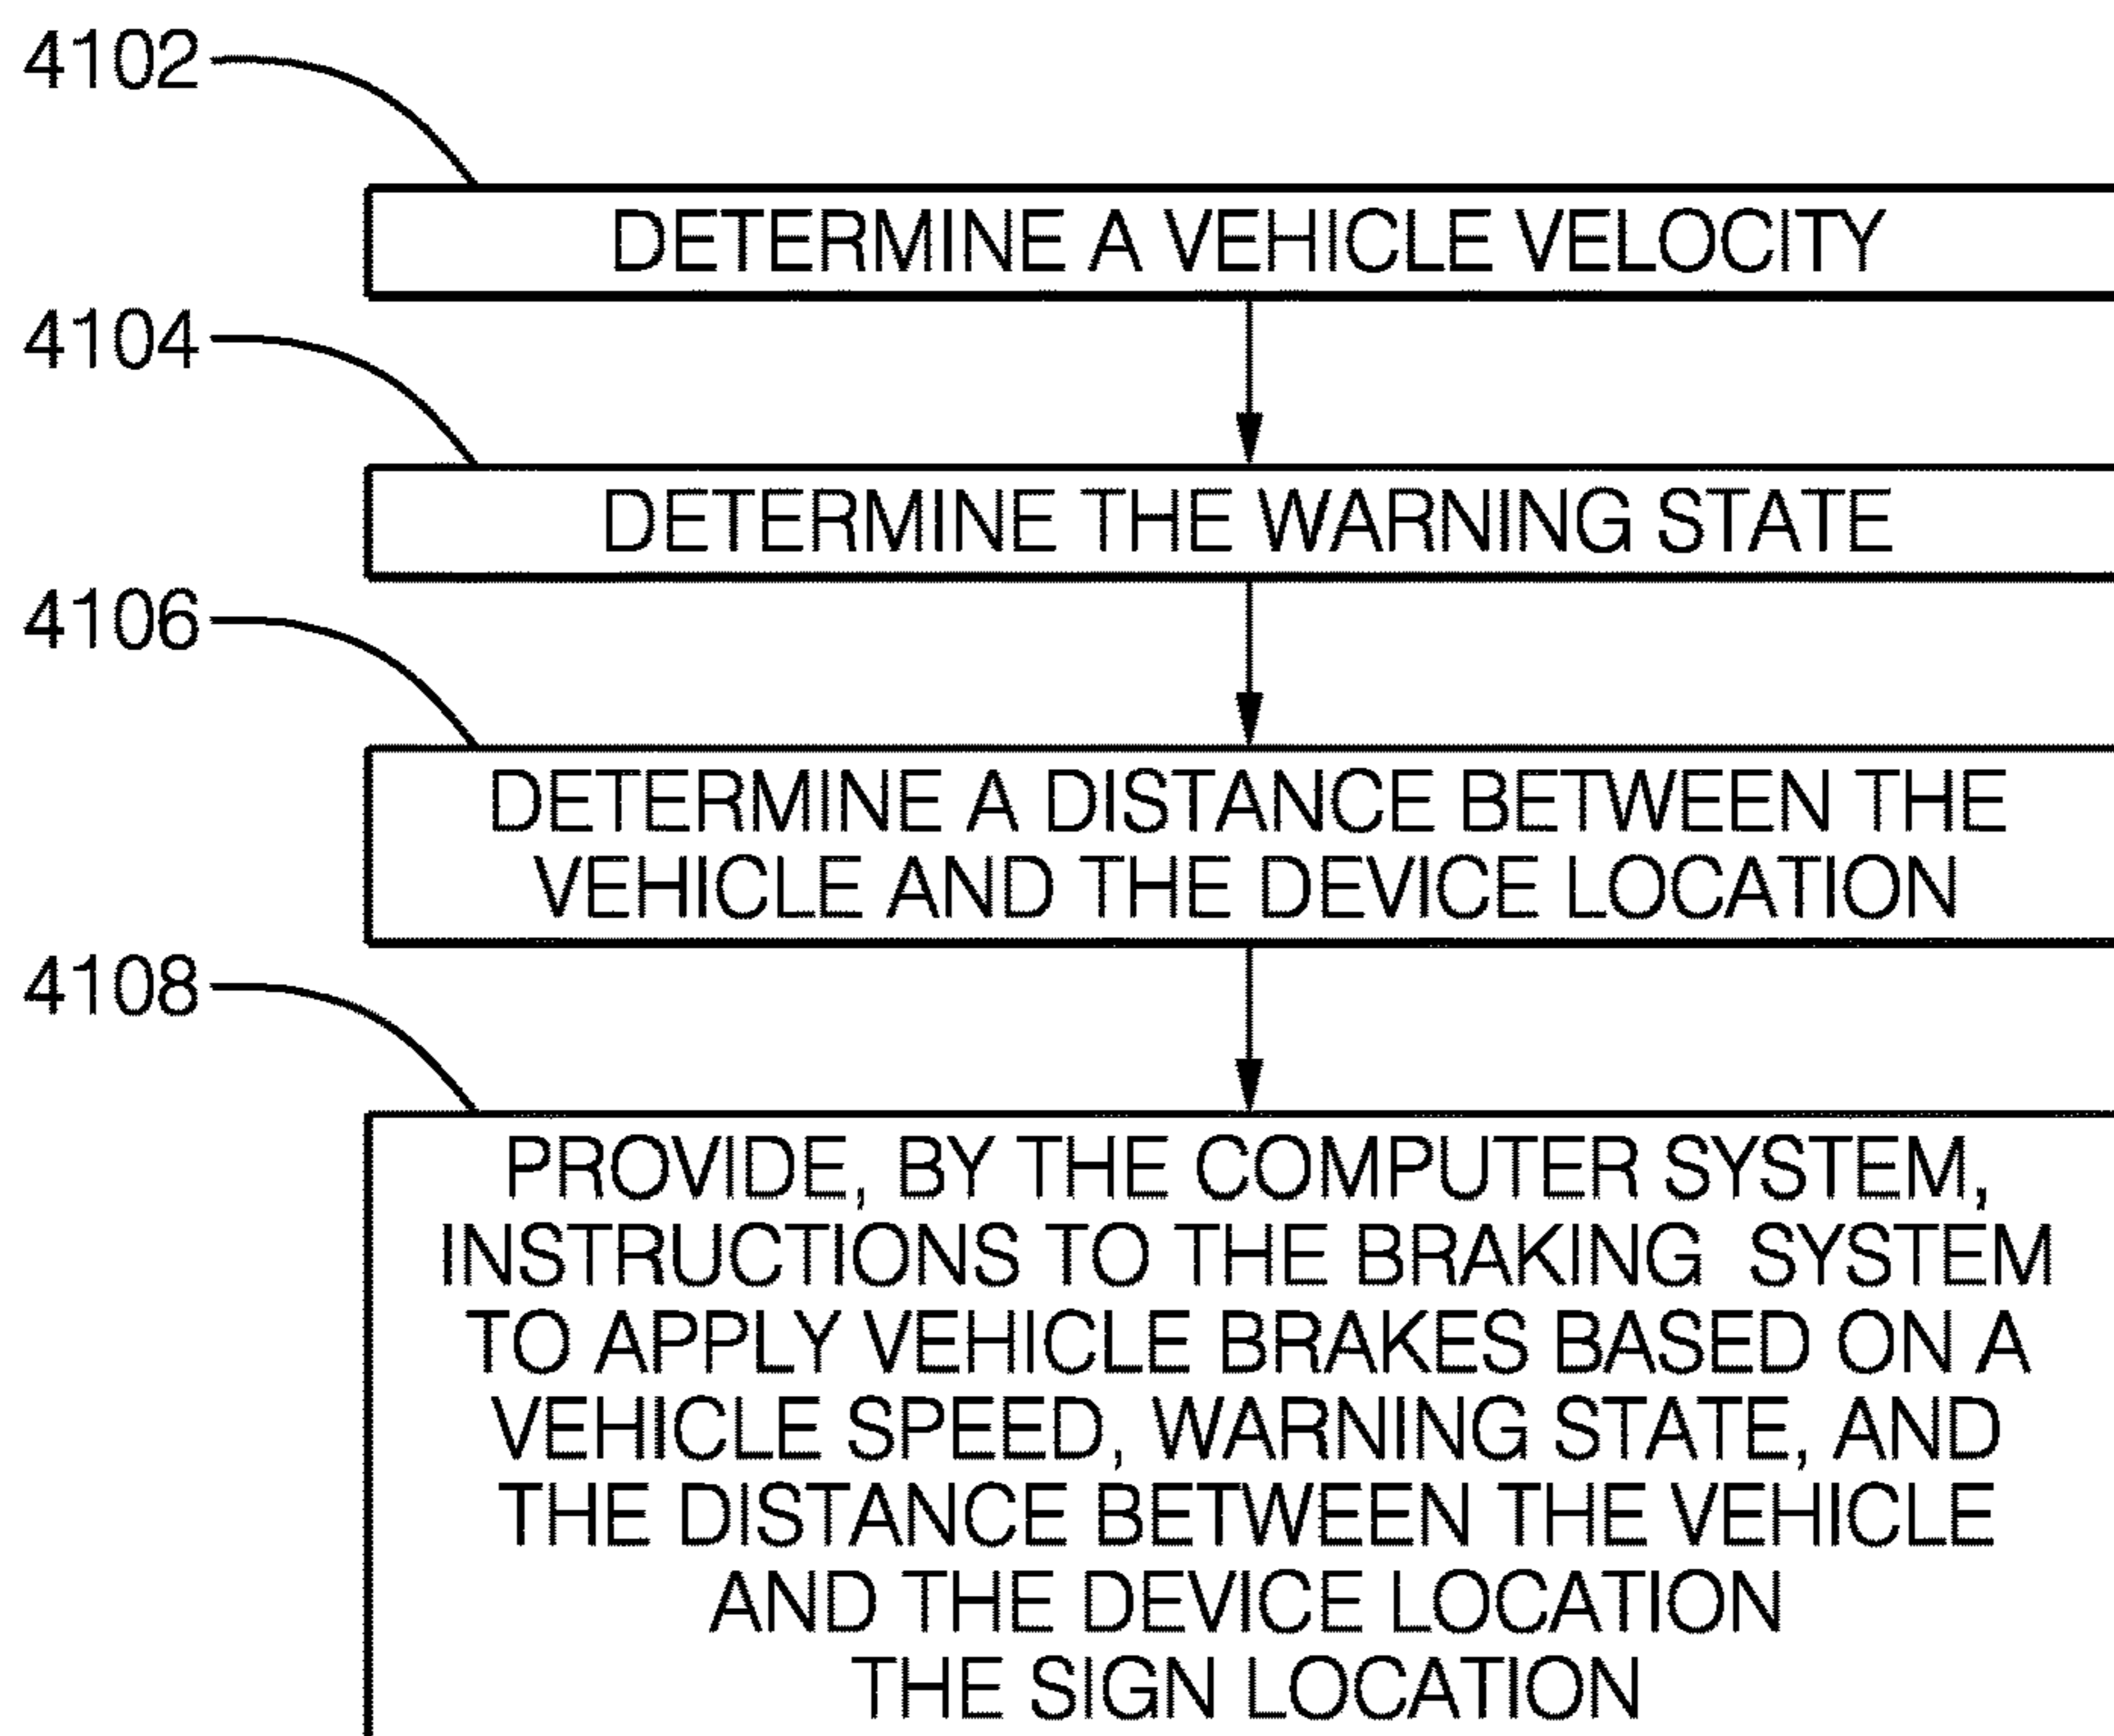 4102
DETERMINE A VEHICLE VELOCITY
4104
DETERMINE THE WARNING STATE
4106
DETERMINE A DISTANCE BETWEEN THE
VEHICLE AND THE DEVICE LOCATION
4108
PROVIDE, BY THE COMPUTER SYSTEM,
INSTRUCTIONS TO THE BRAKING SYSTEM
TO APPLY VEHICLE BRAKES BASED ON A
VEHICLE SPEED, WARNING STATE, AND
THE DISTANCE BETWEEN THE VEHICLE
AND THE DEVICE LOCATION
THE SIGN LOCATION